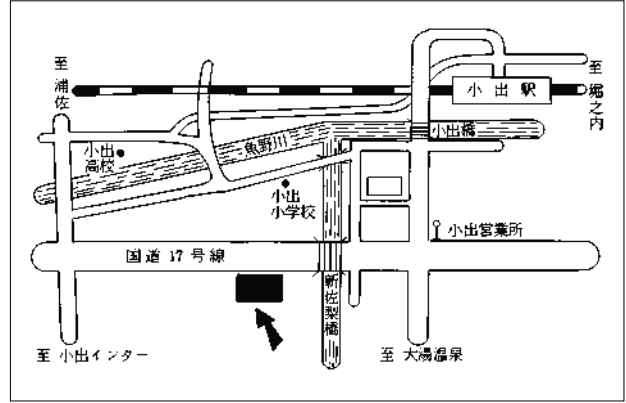 至 浦佐
小出駅
至 堀之内
小出橋
魚野川
小出
高校
小出
小学校
小出営業所
国道 17 号線
新佐梨橋
至 小出インター
至 大湯温泉